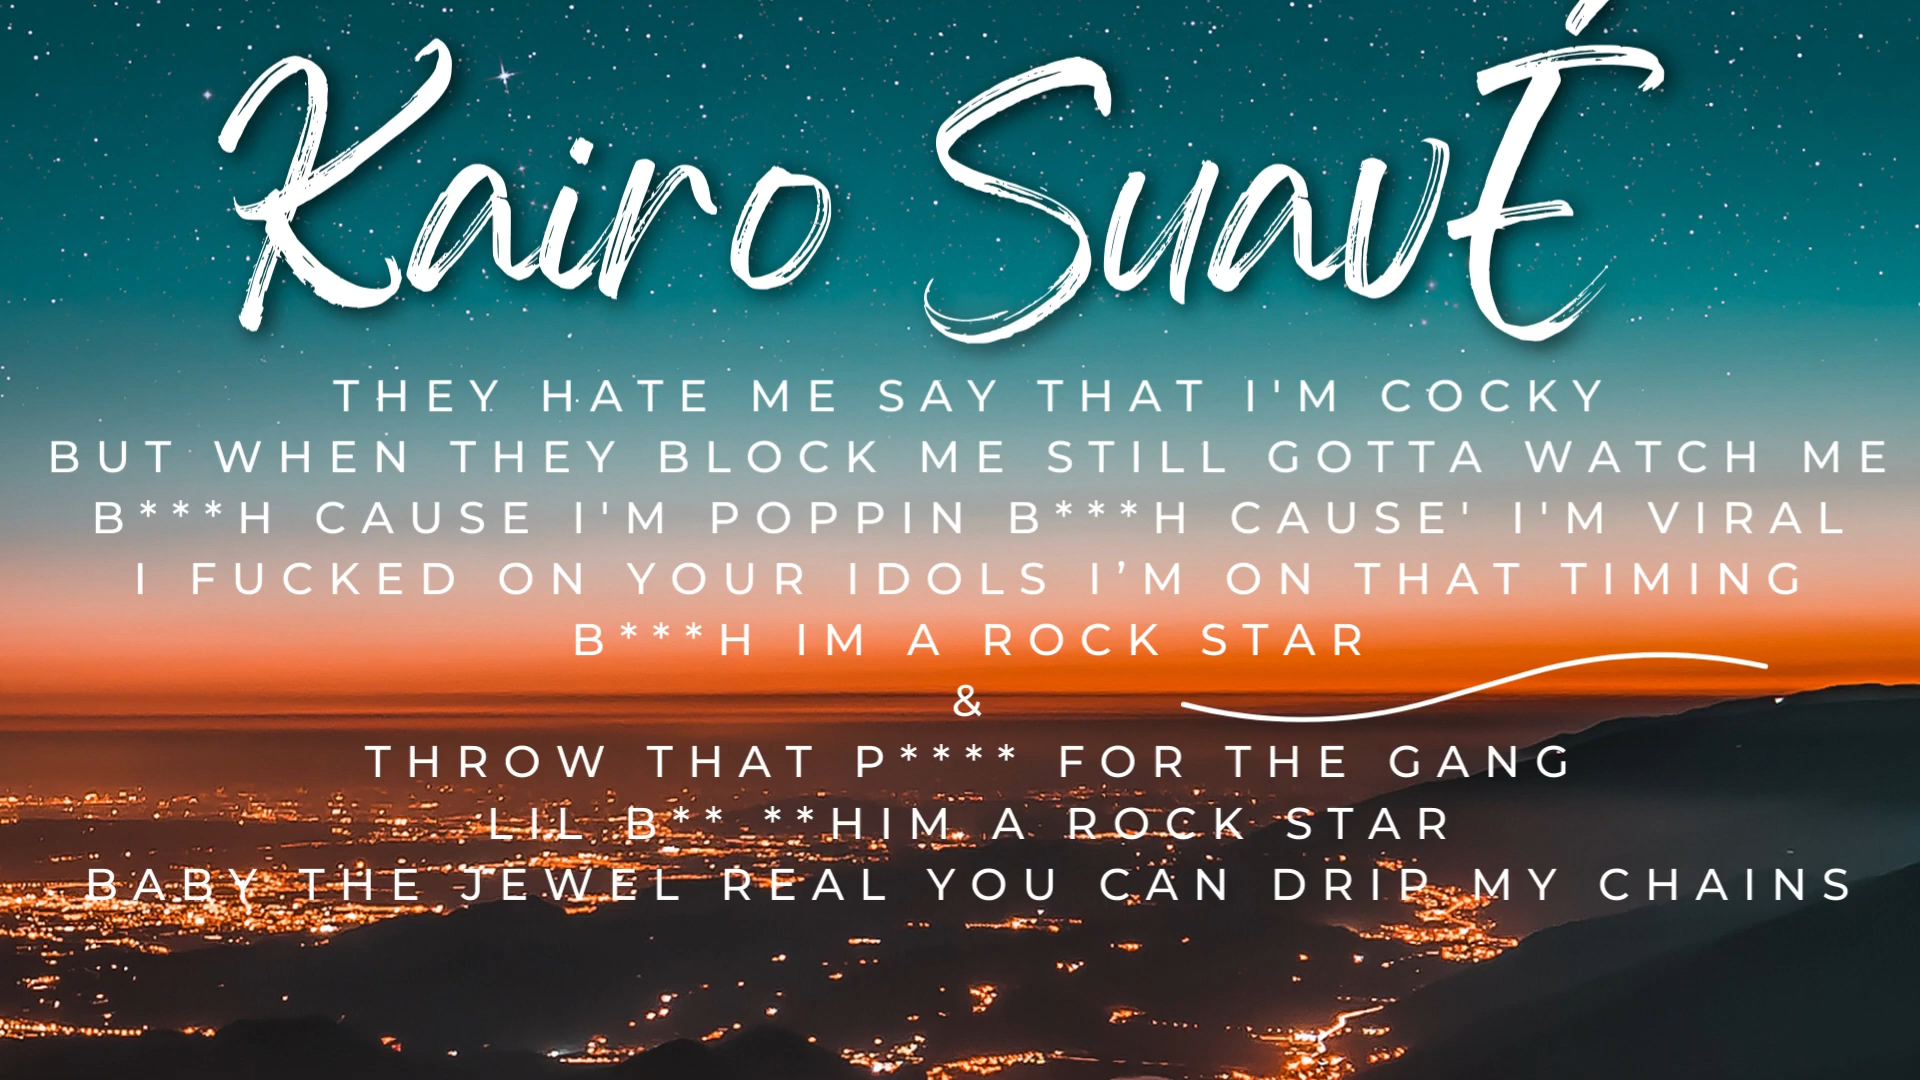 Kairo SuavÉ
THEY HATE ME SAY THAT I'M COCKY
BUT WHEN THEY BLOCK ME STILL GOTTA WATCH ME
B***H CAUSE I'M POPPIN B***H CAUSE' I'M VIRAL
I FUCKED ON YOUR IDOLS I’M ON THAT TIMING
B***H IM A ROCK STAR
&
THROW THAT P**** FOR THE GANG
LIL B** **HIM A ROCK STAR
BABY THE JEWEL REAL YOU CAN DRIP MY CHAINS